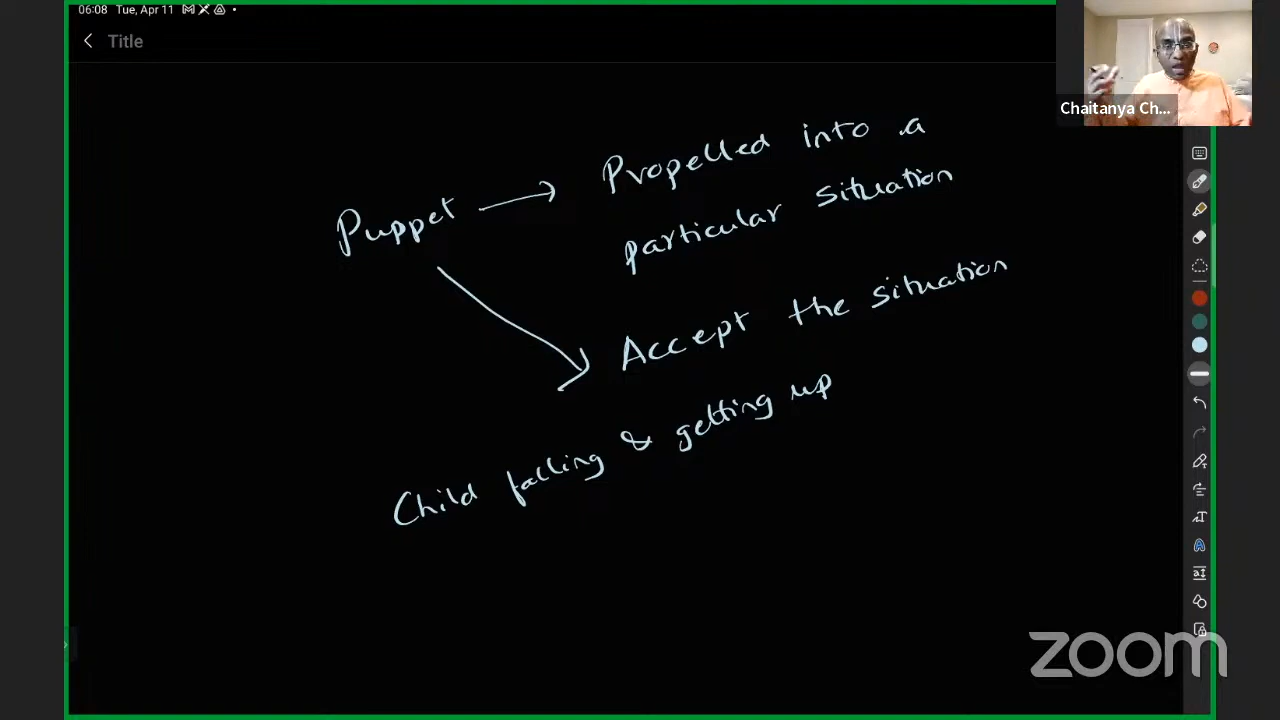 06:08 Tue, Apr 11
Title
Chaitanya Ch...
Puppet → Propelled into a
particular situation
Accept the situation
Child falling & getting up
zoom